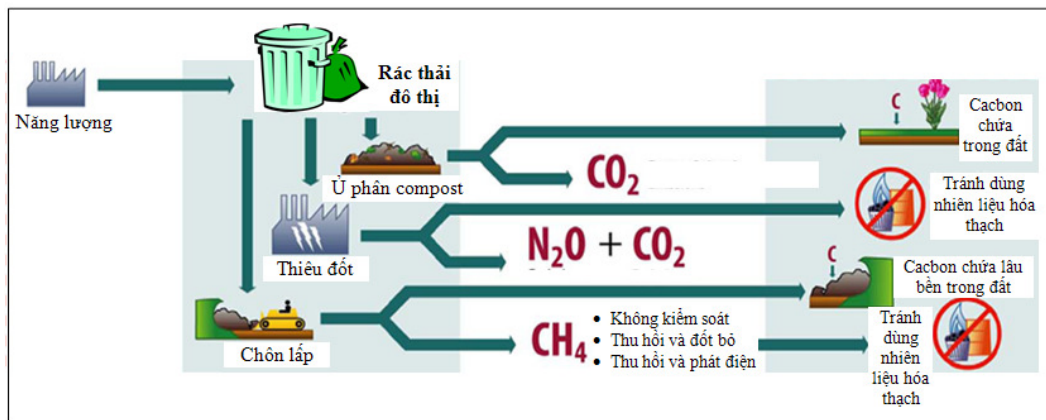 Năng lượng
Rác thải
đô thị
Ủ phân compost
CO2
C
Cacbon
chứa
trong đất
Thiêu đốt
N2O + CO2
Tránh dùng
nhiên liệu hóa
thạch
Chôn lấp
C
Cacbon chứa lâu
bền trong đất
CH4
• Không kiểm soát
• Thu hồi và đốt bỏ
• Thu hồi và phát điện
Tránh
dùng
nhiên
liệu hóa
thạch